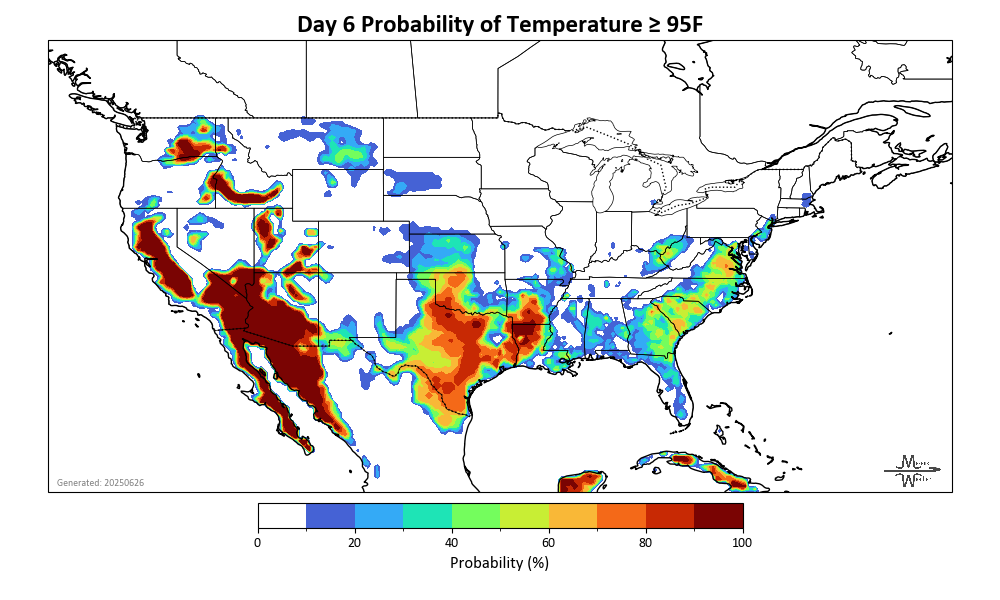 Day 6 Probability of Temperature ≥ 95F
Generated: 20250626
0 20 40 60 80 100
Probability (%)